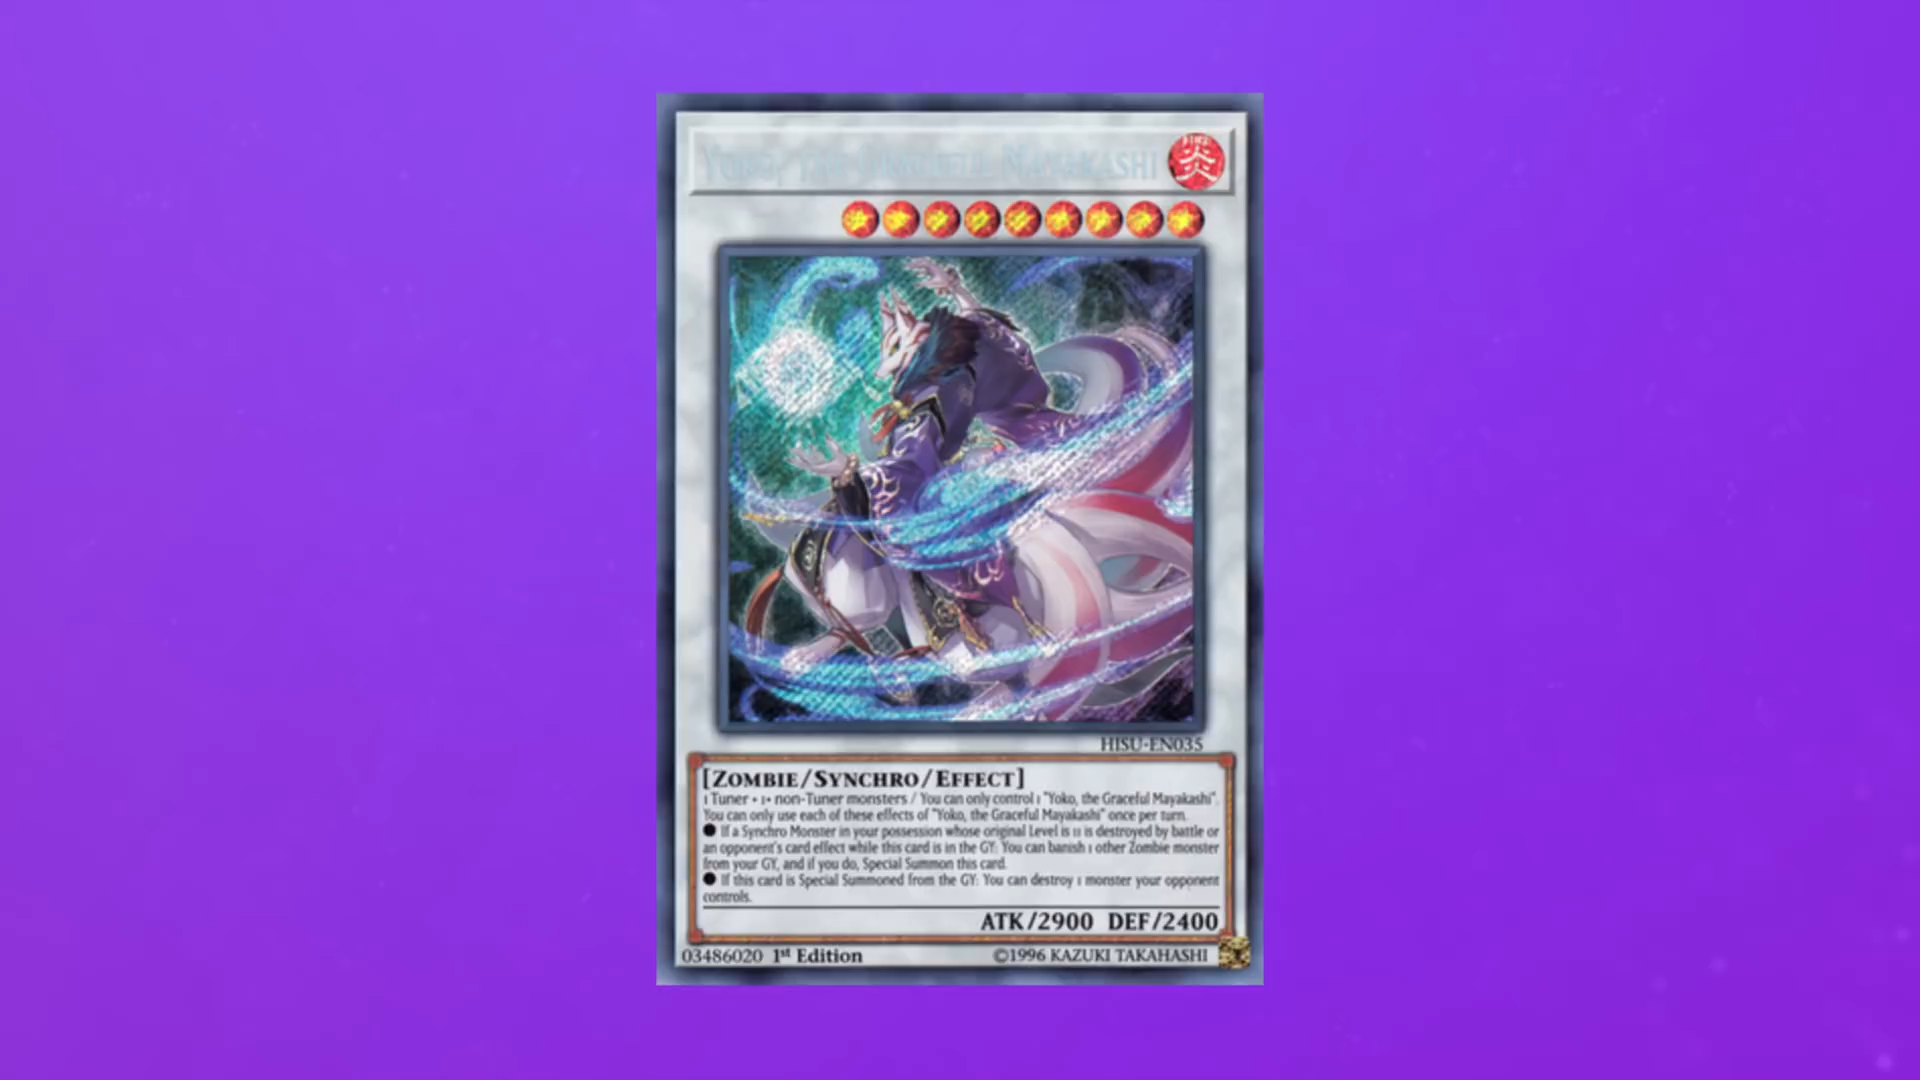 Yoko, the Graceful Mayakashi
炎
HISU-EN035
[Zombie/Synchro/Effect]
1 Tuner + 1+ non-Tuner monsters / You can only control 1 "Yoko, the Graceful Mayakashi".
You can only use each of these effects of "Yoko, the Graceful Mayakashi" once per turn.
● If a Synchro Monster in your possession whose original Level is 11 is destroyed by battle or
an opponent's card effect while this card is in the GY: You can banish 1 other Zombie monster
from your GY, and if you do, Special Summon this card.
● If this card is Special Summoned from the GY: You can destroy 1 monster your opponent
controls.
ATK/2900 DEF/2400
03486020 1st Edition ©1996 KAZUKI TAKAHASHI